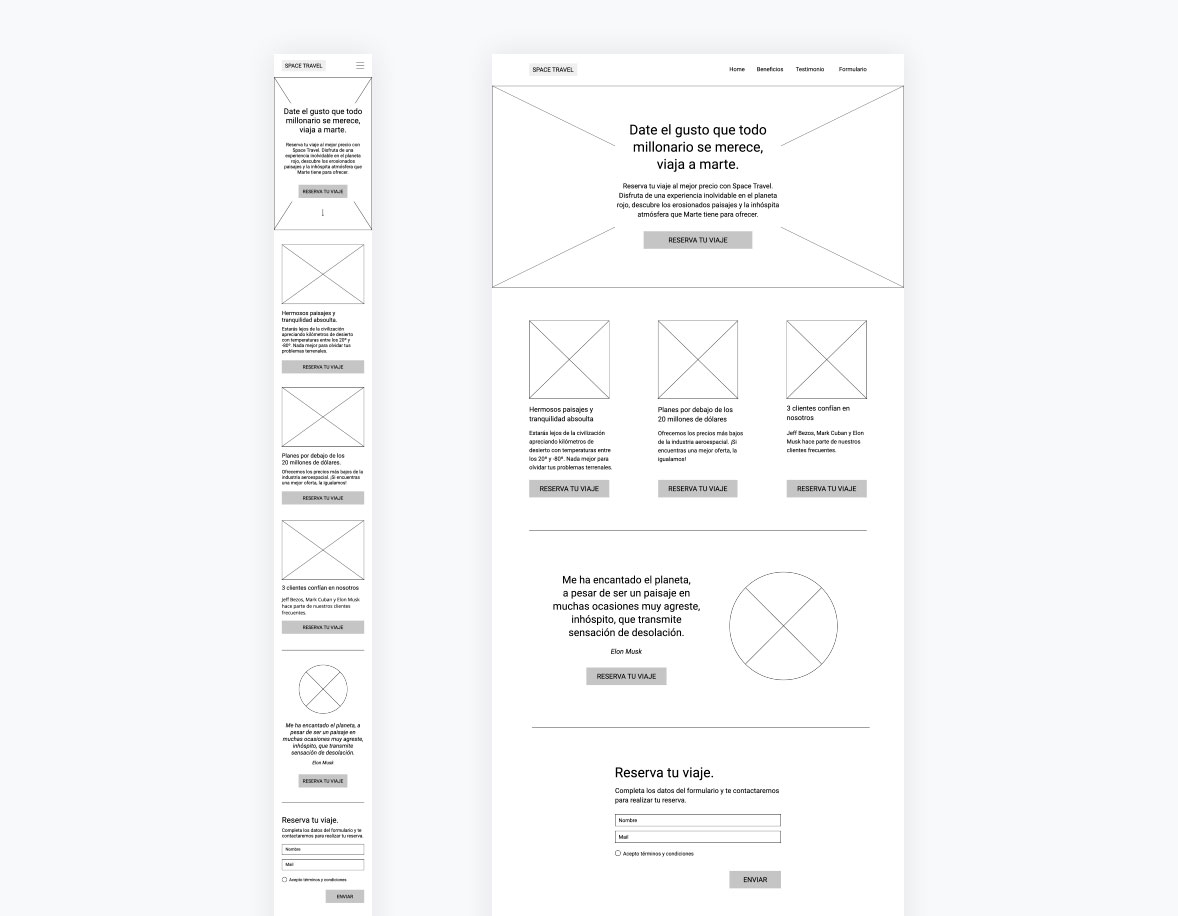 SPACE TRAVEL
Date el gusto que todo
millonario se merece,
viaja a marte.
Reserva tu viaje al mejor precio con
Space Travel. Disfruta de una
experiencia inolvidable en el planeta
rojo, descubre los erosionados
paisajes y la inhóspita atmósfera que
Marte tiene para ofrecer.
RESERVA TU VIAJE
Hermosos paisajes y
tranquilidad absoulta.
Estarás lejos de la civilización
apreciando kilómetros de desierto
con temperaturas entre los 20º y
-80º. Nada mejor para olvidar tus
problemas terrenales.
RESERVA TU VIAJE
Planes por debajo de los
20 millones de dólares.
Ofrecemos los precios más bajos de la
industria aeroespacial. ¡Si encuentras
una mejor oferta, la igualamos!
RESERVA TU VIAJE
3 clientes confían en nosotros
Jeff Bezos, Mark Cuban y Elon Musk
hace parte de nuestros clientes
frecuentes.
RESERVA TU VIAJE
Me ha encantado el planeta, a
pesar de ser un paisaje en
muchas ocasiones muy agreste,
inhóspito, que transmite
sensación de desolación.
Elon Musk
RESERVA TU VIAJE
Reserva tu viaje.
Completa los datos del formulario y te
contactaremos para realizar tu reserva.
Nombre
Mail
Acepto términos y condiciones
ENVIAR
SPACE TRAVEL
Home Beneficios Testimonio Formulario
Date el gusto que todo
millonario se merece,
viaja a marte.
Reserva tu viaje al mejor precio con Space Travel.
Disfruta de una experiencia inolvidable en el planeta
rojo, descubre los erosionados paisajes y la inhóspita
atmósfera que Marte tiene para ofrecer.
RESERVA TU VIAJE
Hermosos paisajes y
tranquilidad absoulta
Estarás lejos de la civilización
apreciando kilómetros de
desierto con temperaturas entre
los 20º y -80º. Nada mejor para
olvidar tus problemas terrenales.
RESERVA TU VIAJE
Planes por debajo de los
20 millones de dólares
Ofrecemos los precios más bajos
de la industria aeroespacial. ¡Si
encuentras una mejor oferta, la
igualamos!
RESERVA TU VIAJE
3 clientes confían en
nosotros
Jeff Bezos, Mark Cuban y Elon
Musk hace parte de nuestros
clientes frecuentes.
RESERVA TU VIAJE
Me ha encantado el planeta,
a pesar de ser un paisaje en
muchas ocasiones muy agreste,
inhóspito, que transmite
sensación de desolación.
Elon Musk
RESERVA TU VIAJE
Reserva tu viaje.
Completa los datos del formulario y te contactaremos
para realizar tu reserva.
Nombre
Mail
Acepto términos y condiciones
ENVIAR